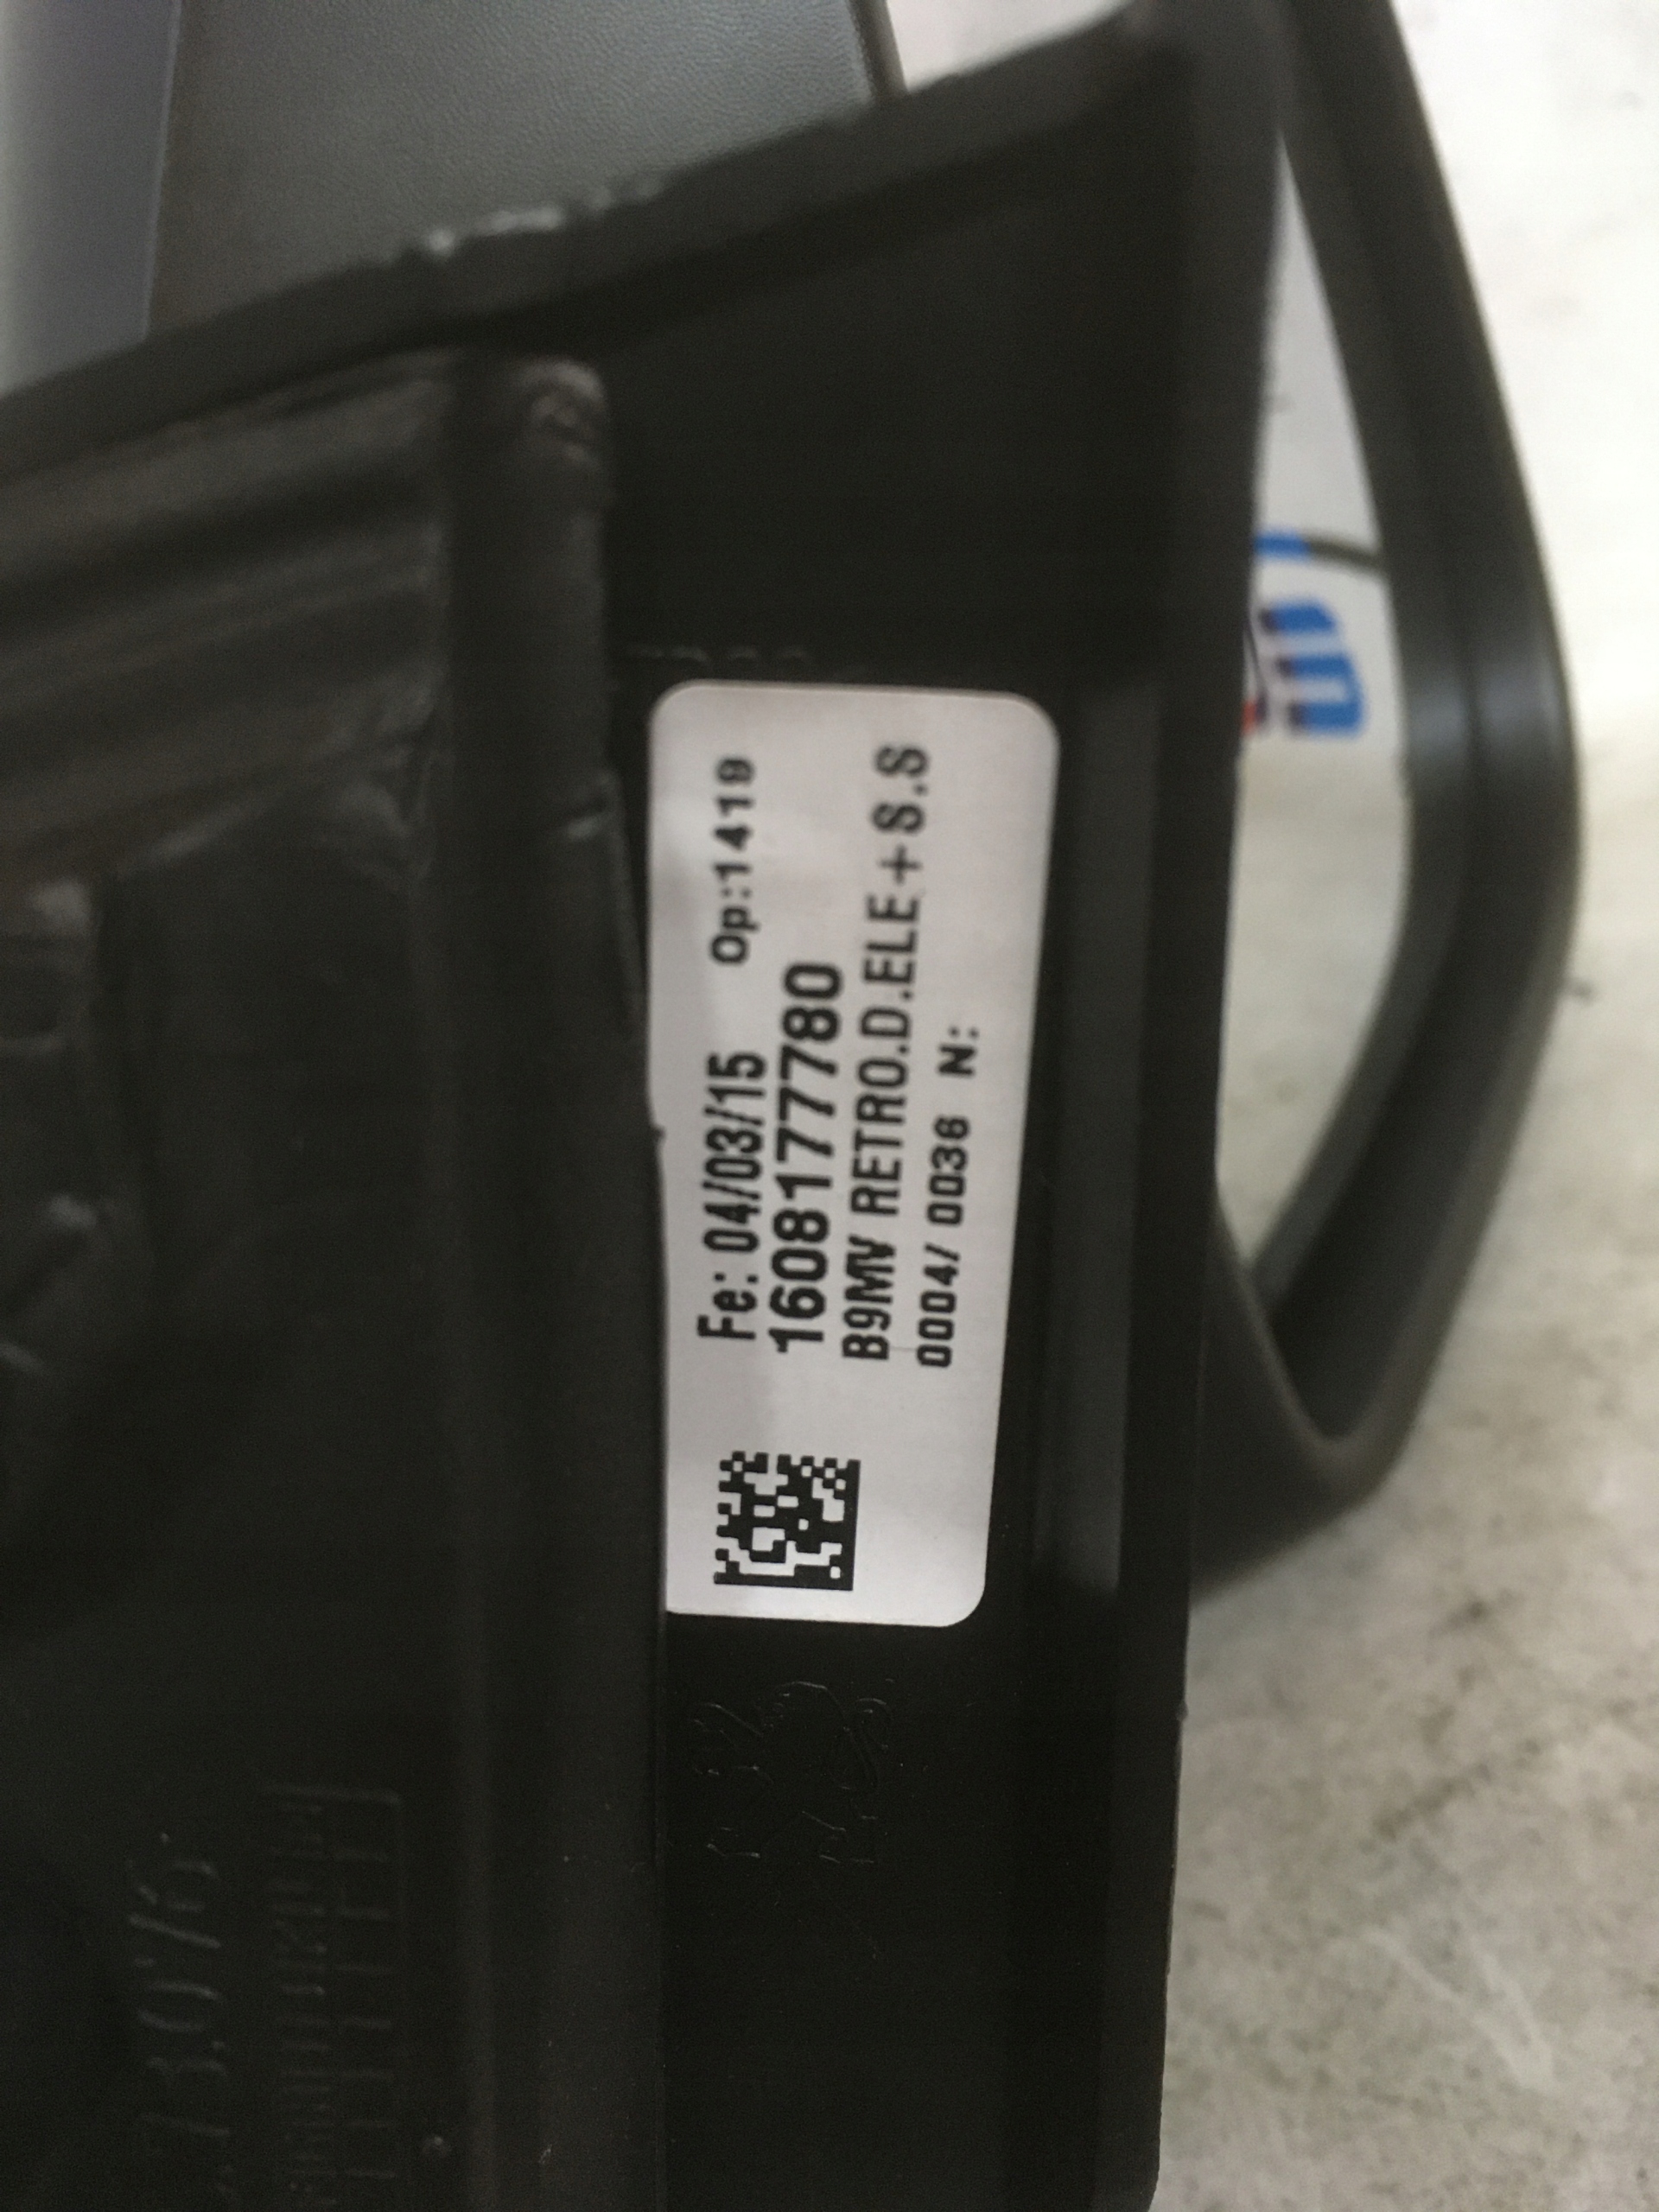 Fe: 04/03/15 Op:1419
1608177780
B9MV RETRO.D.ELE+S.S
0004/ 0036 N: